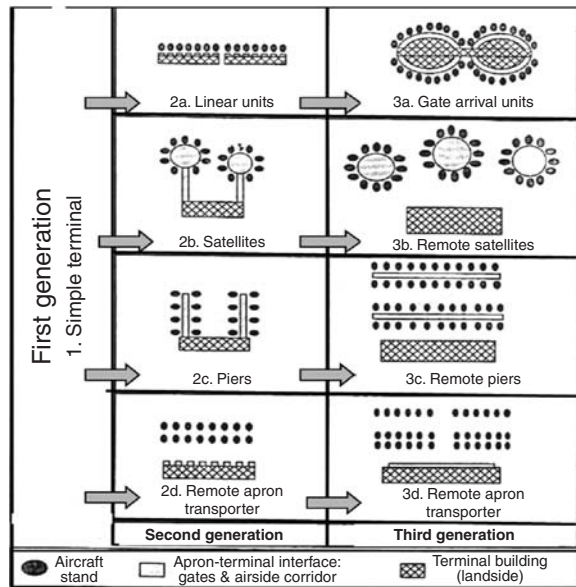 First generation
1. Simple terminal
2a. Linear units
3a. Gate arrival units
2b. Satellites
3b. Remote satellites
2c. Piers
3c. Remote piers
2d. Remote apron
transporter
3d. Remote apron
transporter
Second generation
Third generation
Aircraft
stand
Apron-terminal interface:
gates & airside corridor
Terminal building
(landside)